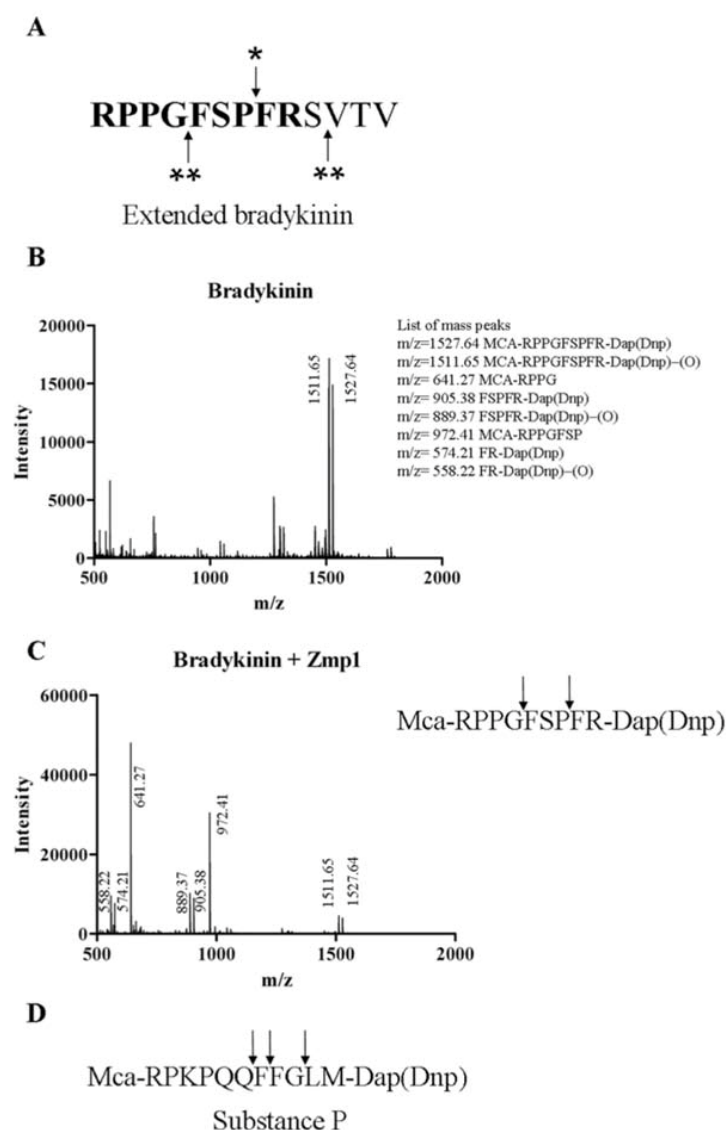 A
*
RPPGFSPFRSVTV
** **
Extended bradykinin
B
Bradykinin
List of mass peaks
m/z=1527.64 MCA-RPPGFSPFR-Dap(Dnp)
m/z=1511.65 MCA-RPPGFSPFR-Dap(Dnp)–(O)
m/z= 641.27 MCA-RPPG
m/z= 905.38 FSPFR-Dap(Dnp)
m/z= 889.37 FSPFR-Dap(Dnp)–(O)
m/z= 972.41 MCA-RPPGFSP
m/z= 574.21 FR-Dap(Dnp)
m/z= 558.22 FR-Dap(Dnp)–(O)
Intensity
20000
15000
10000
5000
0
1511.65
1527.64
500 1000 1500 2000
m/z
C
Bradykinin + Zmp1
Mca-RPPGFSPFR-Dap(Dnp)
Intensity
60000
40000
20000
0
558.22
574.21
641.27
889.37
905.38
972.41
1511.65
1527.64
500 1000 1500 2000
m/z
D
Mca-RPKPQQFFGLM-Dap(Dnp)
Substance P